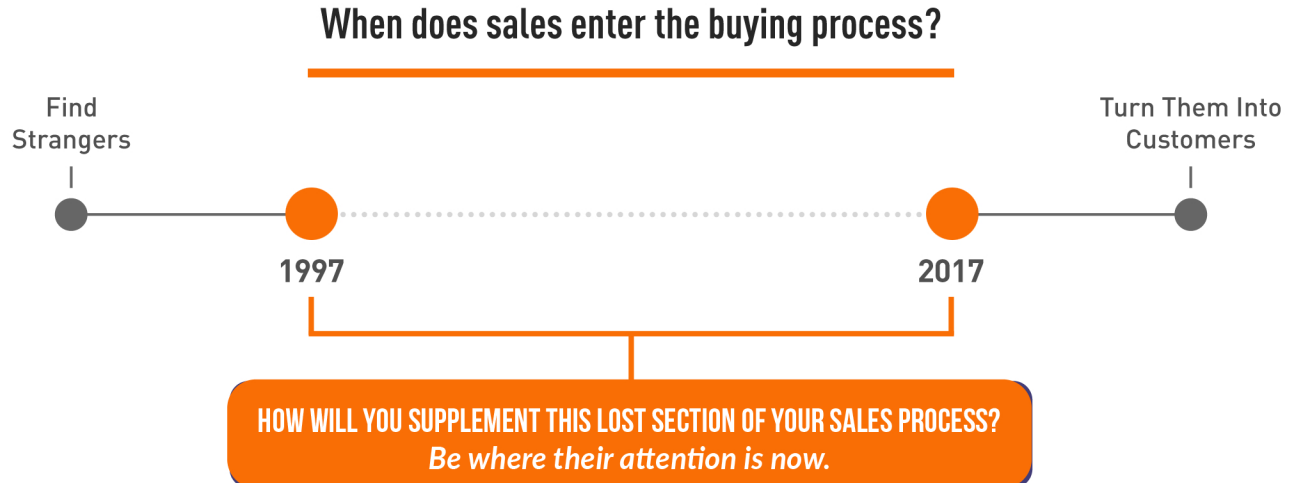 When does sales enter the buying process?
Find
Strangers
Turn Them Into
Customers
1997
2017
HOW WILL YOU SUPPLEMENT THIS LOST SECTION OF YOUR SALES PROCESS?
Be where their attention is now.